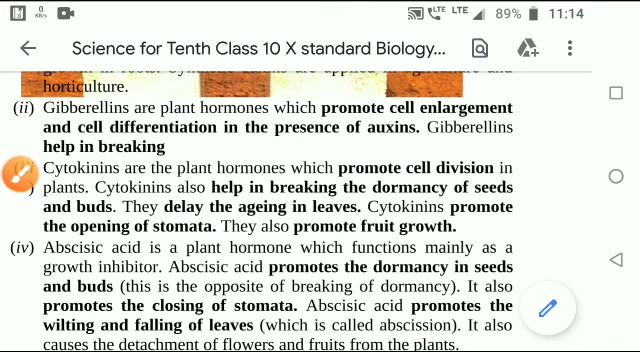 0
KB/s
LTE LTE 89% 11:14
Science for Tenth Class 10 X standard Biology...
horticulture.
(ii) Gibberellins are plant hormones which promote cell enlargement
and cell differentiation in the presence of auxins. Gibberellins
help in breaking
Cytokinins are the plant hormones which promote cell division in
) plants. Cytokinins also help in breaking the dormancy of seeds
and buds. They delay the ageing in leaves. Cytokinins promote
the opening of stomata. They also promote fruit growth.
(iv) Abscisic acid is a plant hormone which functions mainly as a
growth inhibitor. Abscisic acid promotes the dormancy in seeds
and buds (this is the opposite of breaking of dormancy). It also
promotes the closing of stomata. Abscisic acid promotes the
wilting and falling of leaves (which is called abscission). It also
causes the detachment of flowers and fruits from the plants.